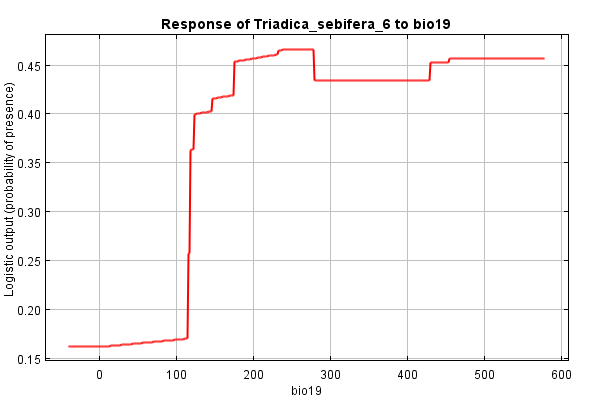 Response of Triadica_sebifera_6 to bio19
Logistic output (probability of presence)
0.45
0.40
0.35
0.30
0.25
0.20
0.15
0 100 200 300 400 500 600
bio19